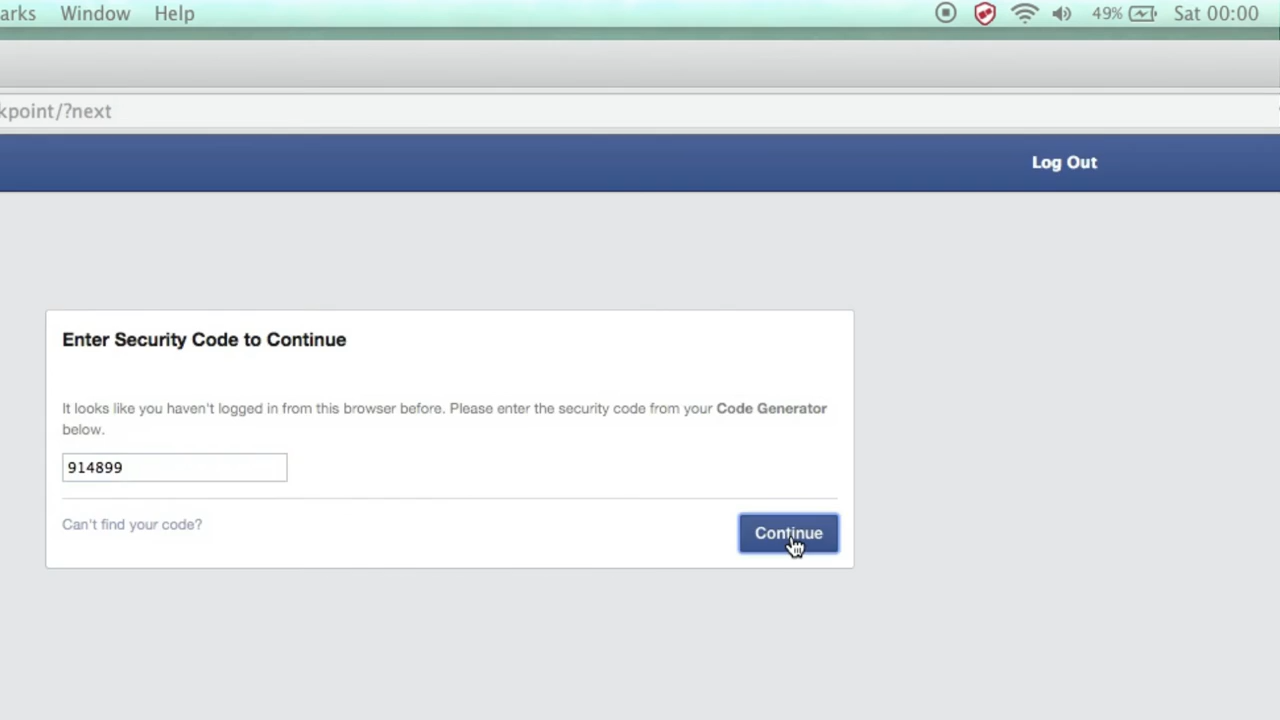 arks Window Help 49% Sat 00:00
kpoint/?next
Log Out
Enter Security Code to Continue
It looks like you haven't logged in from this browser before. Please enter the security code from your Code Generator
below.
914899
Can't find your code?
Continue